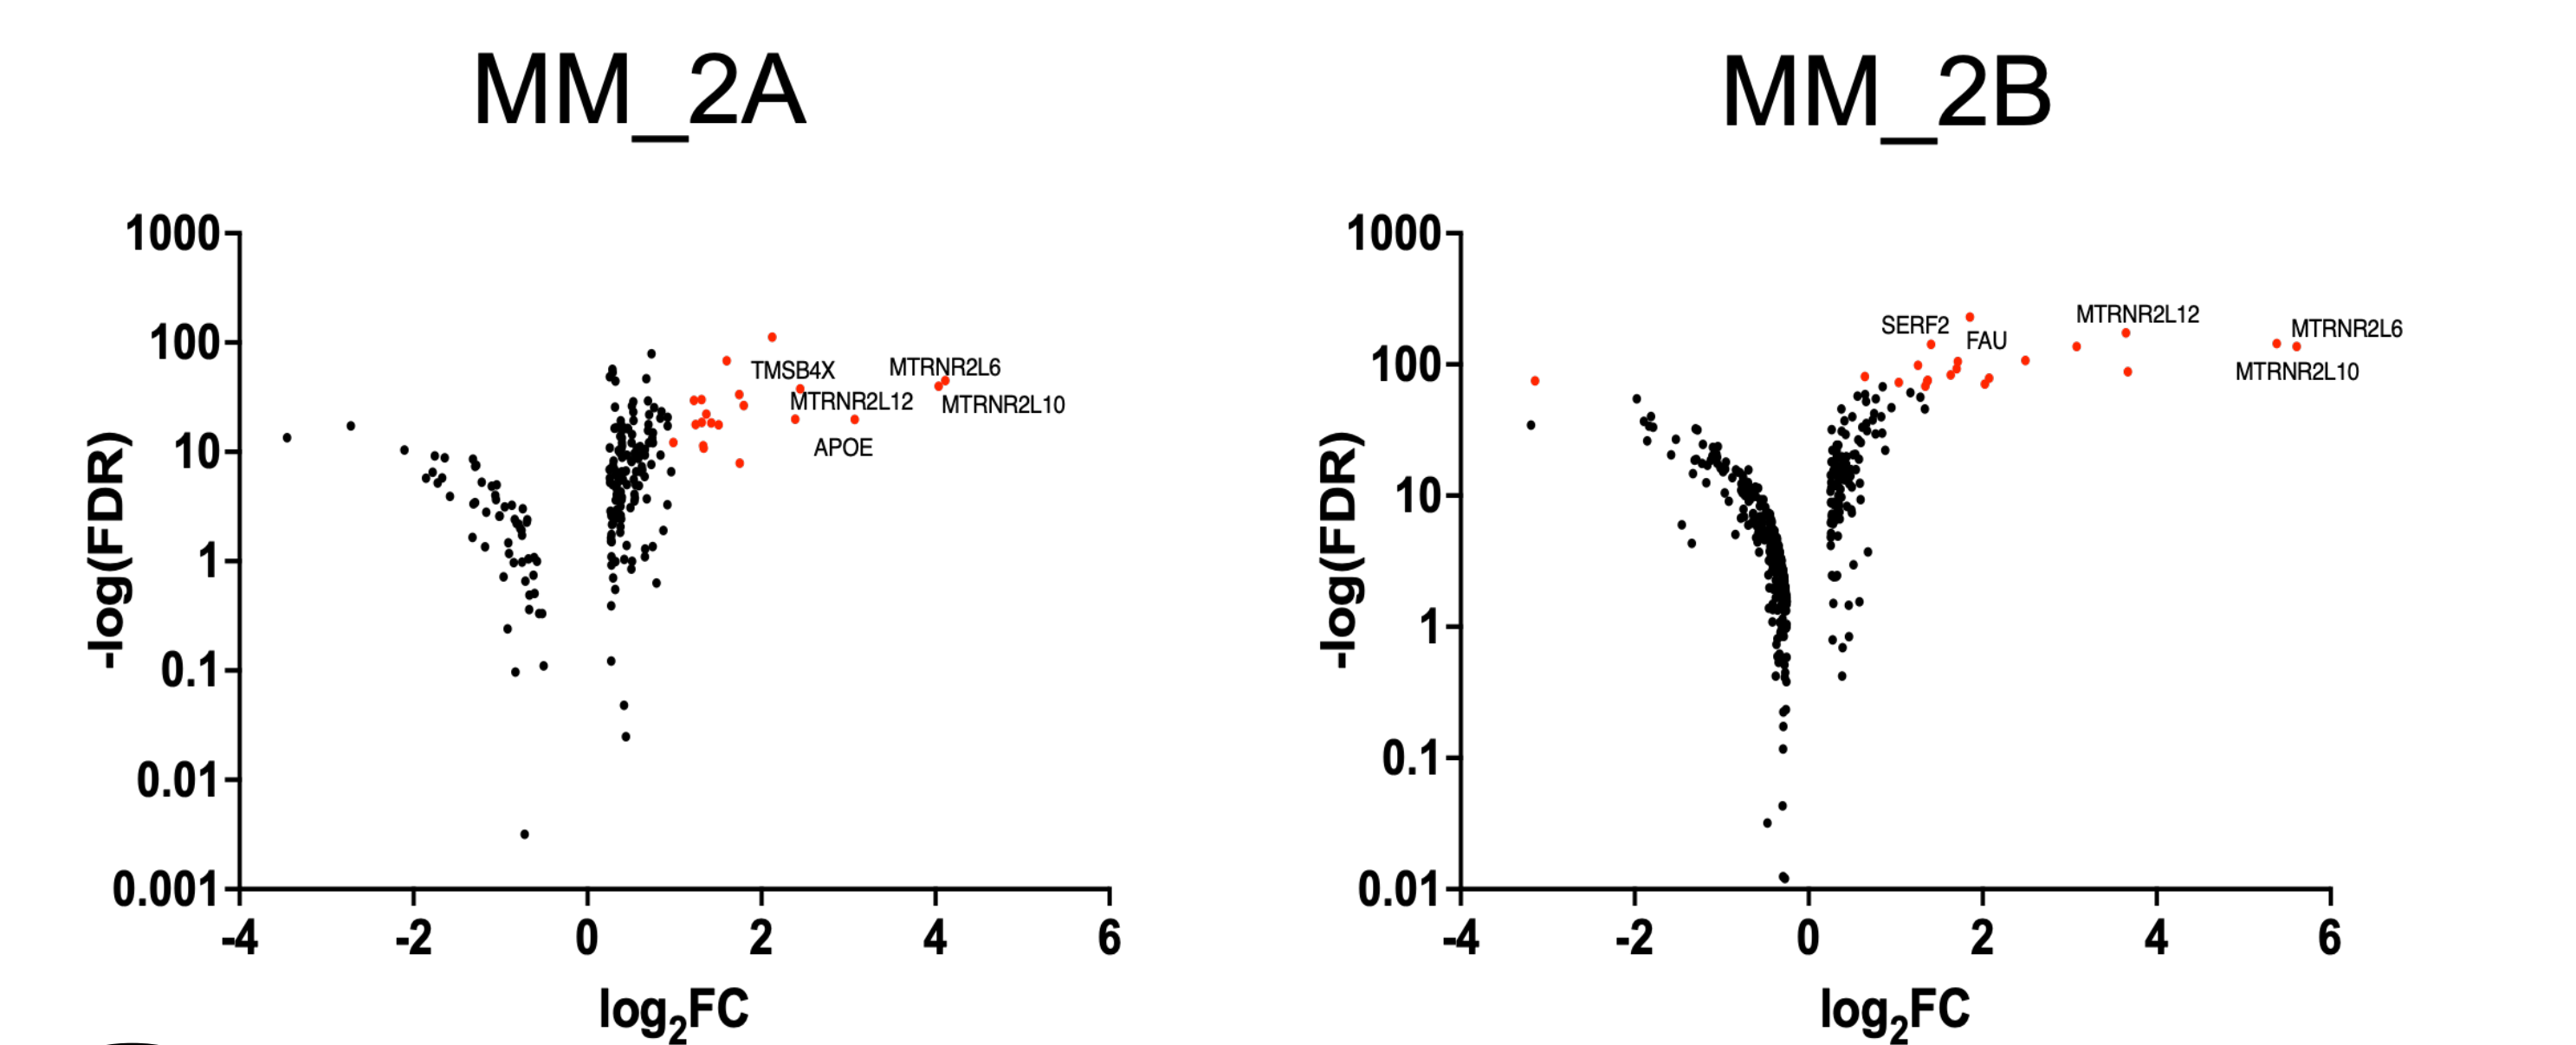 MM_2A
1000
100
10
1
0.1
0.01
0.001
-log(FDR)
TMSB4X
MTRNR2L6
MTRNR2L12
MTRNR2L10
APOE
-4 -2 0 2 4 6
log2FC
MM_2B
1000
100
10
1
0.1
0.01
-log(FDR)
MTRNR2L12
SERF2
MTRNR2L6
FAU
MTRNR2L10
-4 -2 0 2 4 6
log2FC